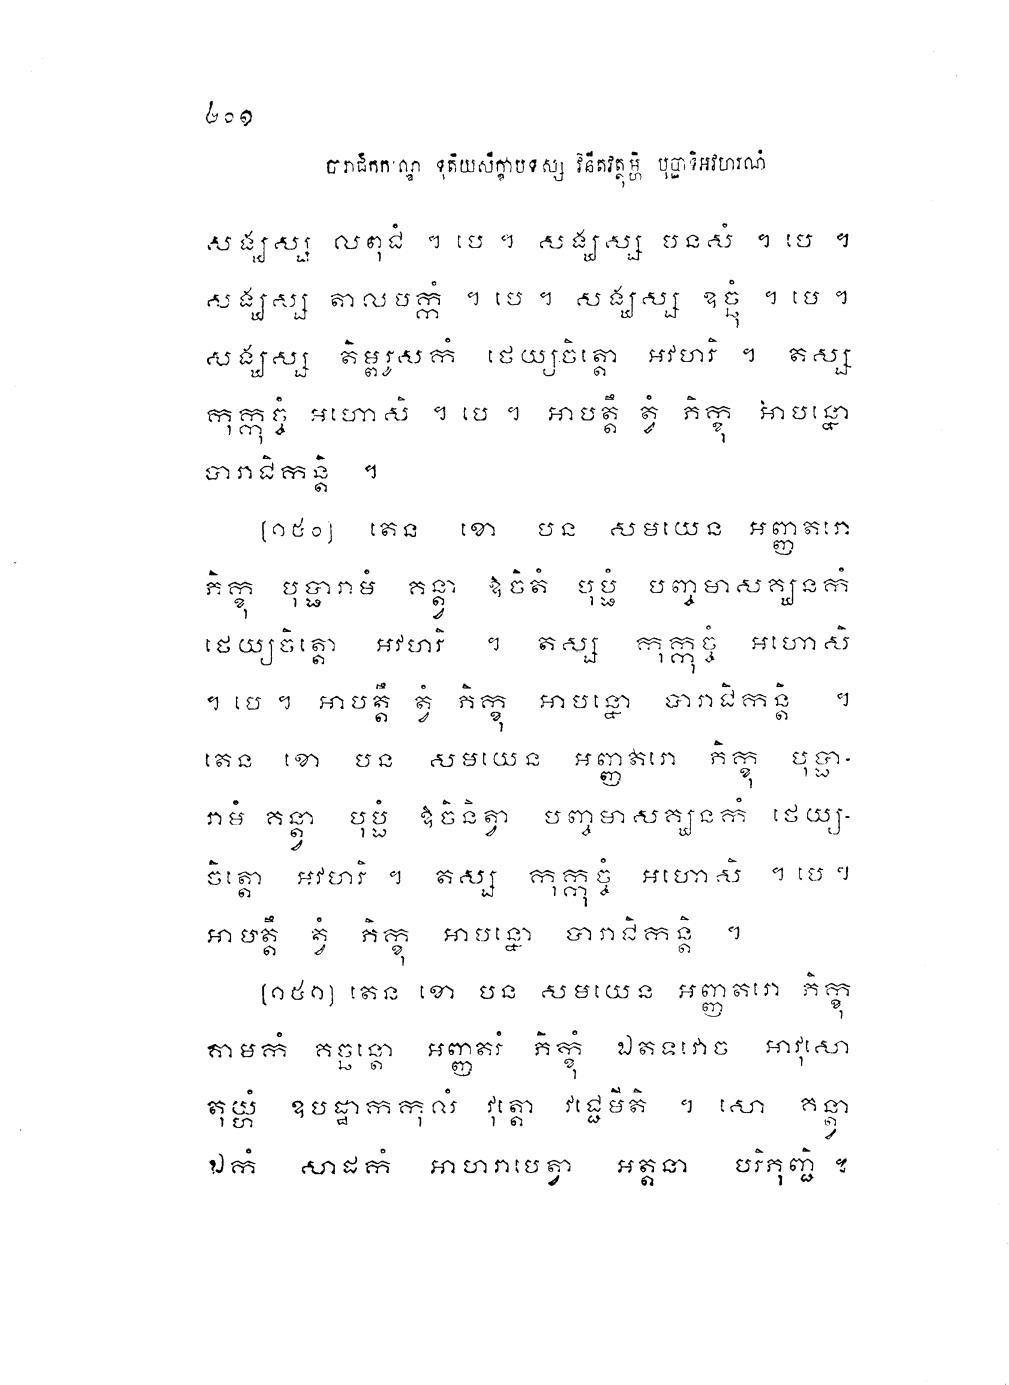 ២០១
បារាជិកកណ្ឌ ទុតិយសិក្ខាបទស្ស វិនីតវត្ថុម្ហិ បុប្ផាទិអវហរណំ
សង្ឃស្ស លពុជំ ។ បេ ។ សង្ឃស្ស បនសំ ។ បេ ។
សង្ឃស្ស តាលបក្កំ ។ បេ ។ សង្ឃស្ស ឧច្ឆុំ ។ បេ ។
សង្ឃស្ស តិម្ពរូសកំ ថេយ្យចិត្តោ អវហរិ ។ តស្ស
កុក្កុច្ចំ អហោសិ ។ បេ ។ អាបត្តឹ ត្វំ ភិក្ខុ អាបន្នោ
បារាជិកន្តិ ។
(១៥០) តេន ខោ បន សមយេន អញ្ញតរោ
ភិក្ខុ បុប្ផារាមំ គន្ត្វា ឱចិតំ បុប្ផំ បញ្ចមាសគ្ឃនកំ
ថេយ្យចិត្តោ អវហរិ ។ តស្ស កុក្កុច្ចំ អហោសិ
។ បេ ។ អាបត្តឹ ត្វំ ភិក្ខុ អាបន្នោ បារាជិកន្តិ ។
តេន ខោ បន សមយេន អញ្ញតរោ ភិក្ខុ បុប្ផា-
រាមំ គន្ត្វា បុប្ផំ ឱចិនិត្វា បញ្ចមាសគ្ឃនកំ ថេយ្យ-
ចិត្តោ អវហរិ ។ តស្ស កុក្កុច្ចំ អហោសិ ។ បេ ។
អាបត្តឹ ត្វំ ភិក្ខុ អាបន្នោ បារាជិកន្តិ ។
(១៥១) តេន ខោ បន សមយេន អញ្ញតរោ ភិក្ខុ
គាមកំ គច្ឆន្តោ អញ្ញតរំ ភិក្ខុំ ឯតទវោច អាវុសោ
តុយ្ហំ ឧបដ្ឋាកកុលំ វុត្តោ វជ្ជេមីតិ ។ សោ គន្ត្វា
ឯកំ សាដកំ អាហរាបេត្វា អត្តនា បរិភុញ្ជិ ។